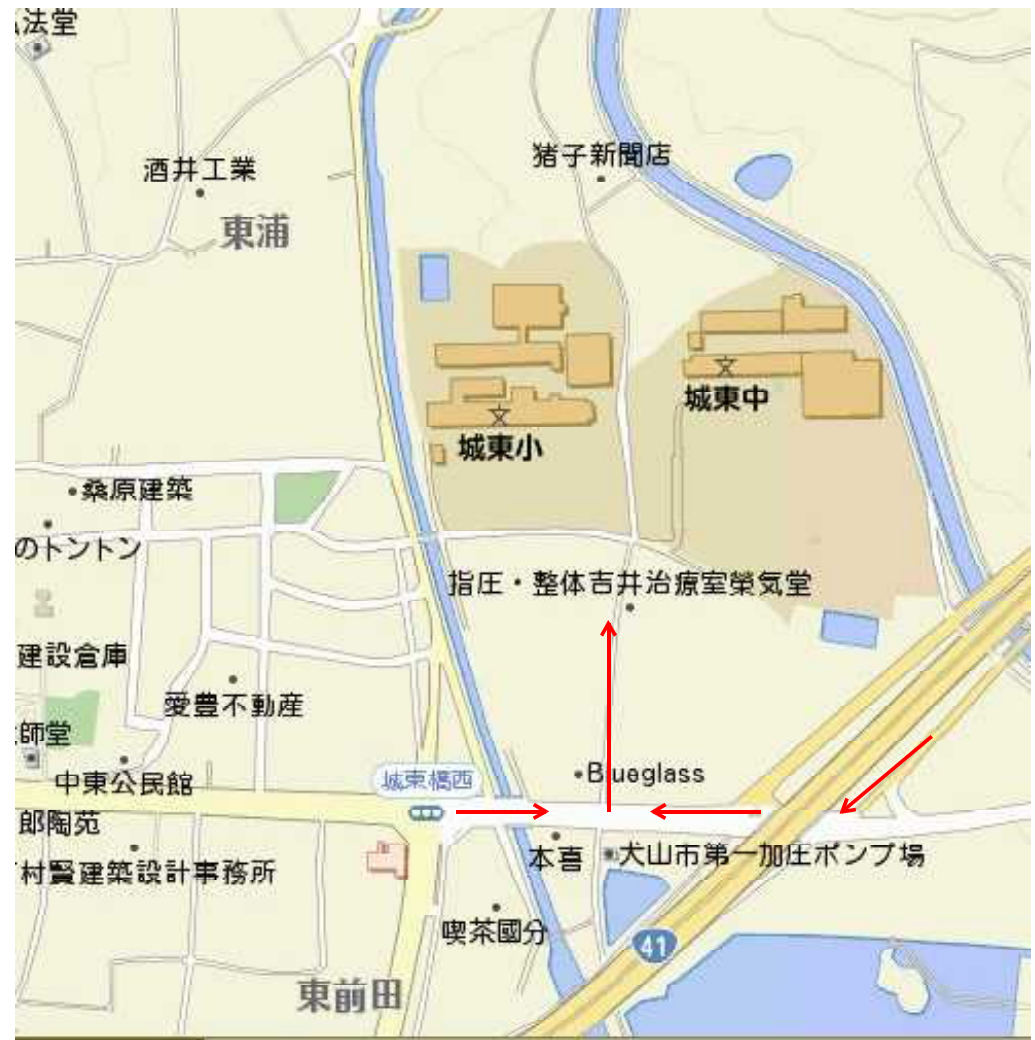 法堂
猪子新聞店
酒井工業
東浦
城東中
城東小
桑原建築
のトントン
指圧・整体吉井治療室榮気堂
建設倉庫
愛豊不動産
師堂
中東公民館
城東橋西
Blueglass
郎陶苑
本喜
犬山市第一加圧ポンプ場
村賢建築設計事務所
喫茶國分
41
東前田